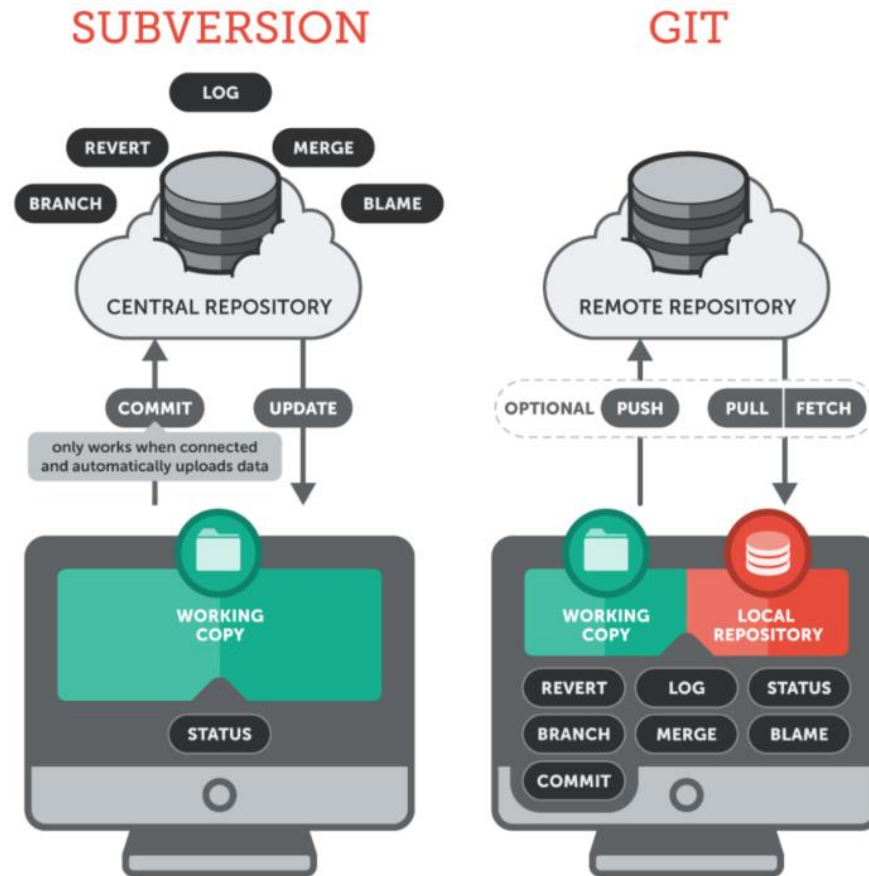 SUBVERSION
LOG
REVERT
MERGE
BRANCH
BLAME
CENTRAL REPOSITORY
COMMIT
UPDATE
only works when connected
and automatically uploads data
WORKING
COPY
STATUS
GIT
REMOTE REPOSITORY
OPTIONAL
PUSH
PULL
FETCH
WORKING
COPY
LOCAL
REPOSITORY
REVERT
LOG
STATUS
BRANCH
MERGE
BLAME
COMMIT